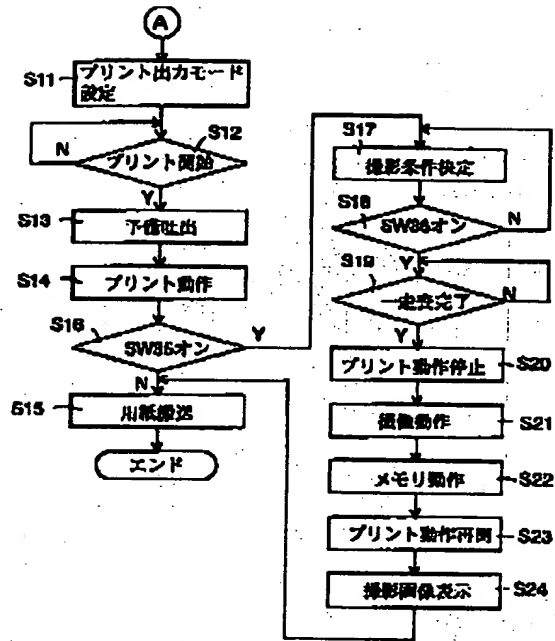 A
S11
プリント出力モード
設定
S12
プリント開始
N
Y
S13
予備吐出
S14
プリント動作
S16
SW35オン
Y
N
S15
用紙搬送
エンド
S17
撮影条件決定
S18
SW36オン
N
Y
S19
一走査完了
N
Y
プリント動作停止
S20
撮像動作
S21
メモリ動作
S22
プリント動作再開
S23
撮影画像表示
S24